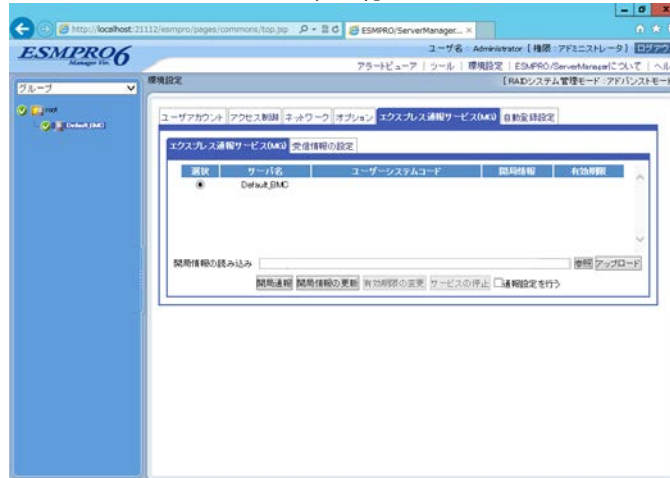 http://localhost:21112/esmpro/pages/commons/top.jsp
ESMPRO/ServerManager...
ESMPRO6
Manager Ver.
ユーザ名 : Administrator 【 権限 : アドミニストレータ】
アラートビューア | ツール | 環境設定 | ESMPRO/ServerManagerについて | ヘル
グループ
環境設定
【RAIDシステム管理モード : アドバンストモード
root
Default_BMC
ユーザアカウント アクセス制御 ネットワーク オプション エクスプレス通報サービス(MG) 自動登録設定
エクスプレス通報サービス(MG) 受信情報の設定
選択 サーバ名 ユーザーシステムコード 開局情報 有効期限
Default_BMC
開局情報の読み込み 参照 アップロード
開局通報 開局情報の更新 有効期限の変更 サービスの停止 通報設定を行う